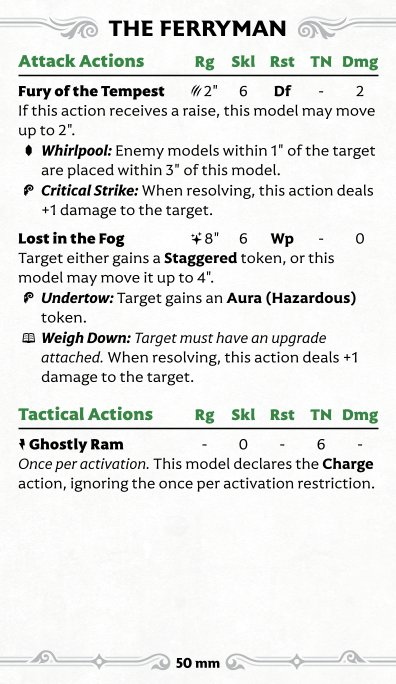 THE FERRYMAN
Attack Actions Rg Skl Rst TN Dmg
Fury of the Tempest 2" 6 Df - 2
If this action receives a raise, this model may move
up to 2".
Whirlpool: Enemy models within 1" of the target
are placed within 3" of this model.
Critical Strike: When resolving, this action deals
+1 damage to the target.
Lost in the Fog 8" 6 Wp - 0
Target either gains a Staggered token, or this
model may move it up to 4".
Undertow: Target gains an Aura (Hazardous)
token.
Weigh Down: Target must have an upgrade
attached. When resolving, this action deals +1
damage to the target.
Tactical Actions Rg Skl Rst TN Dmg
Ghostly Ram - 0 - 6 -
Once per activation. This model declares the Charge
action, ignoring the once per activation restriction.
50 mm